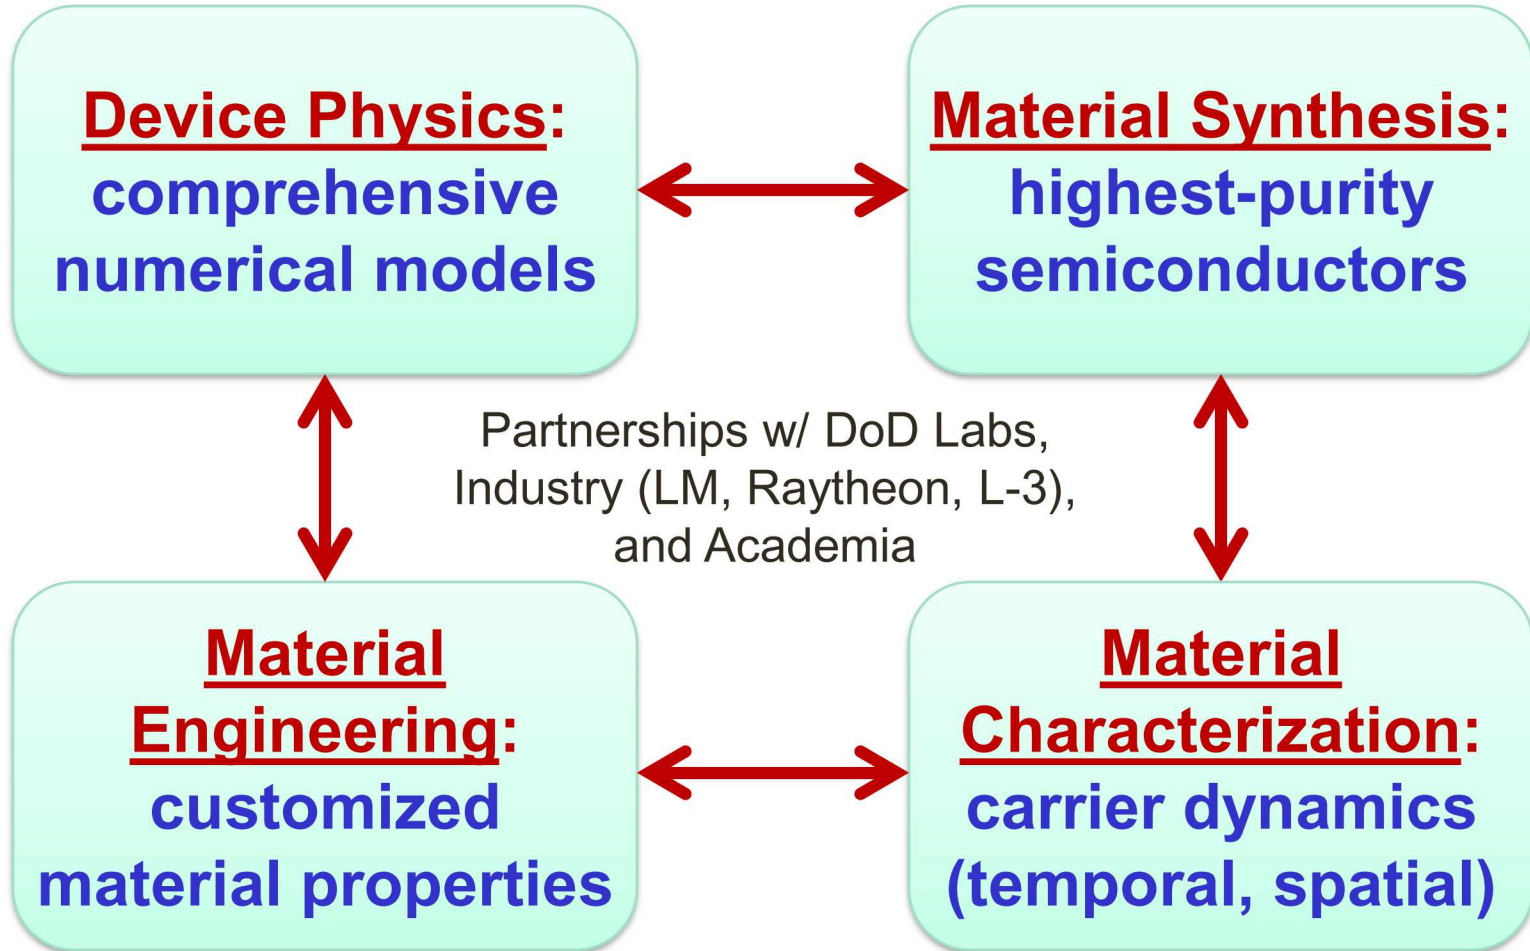 Device Physics:
comprehensive
numerical models
Material Synthesis:
highest-purity
semiconductors
Partnerships w/ DoD Labs,
Industry (LM, Raytheon, L-3),
and Academia
Material
Engineering:
customized
material properties
Material
Characterization:
carrier dynamics
(temporal, spatial)